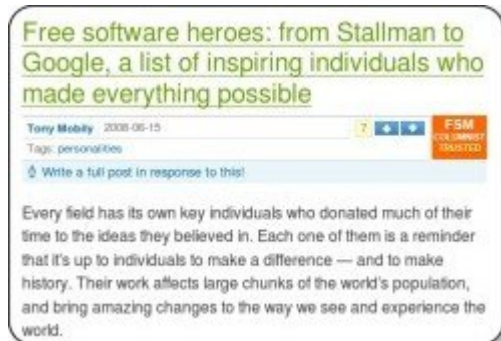 Free software heroes: from Stallman to
Google, a list of inspiring individuals who
made everything possible
Tony Mobily 2008-06-15 7
FSM
COLUMNIST
TRUSTED
Tags: personalities
Write a full post in response to this!
Every field has its own key individuals who donated much of their
time to the ideas they believed in. Each one of them is a reminder
that it's up to individuals to make a difference — and to make
history. Their work affects large chunks of the world's population,
and bring amazing changes to the way we see and experience the
world.